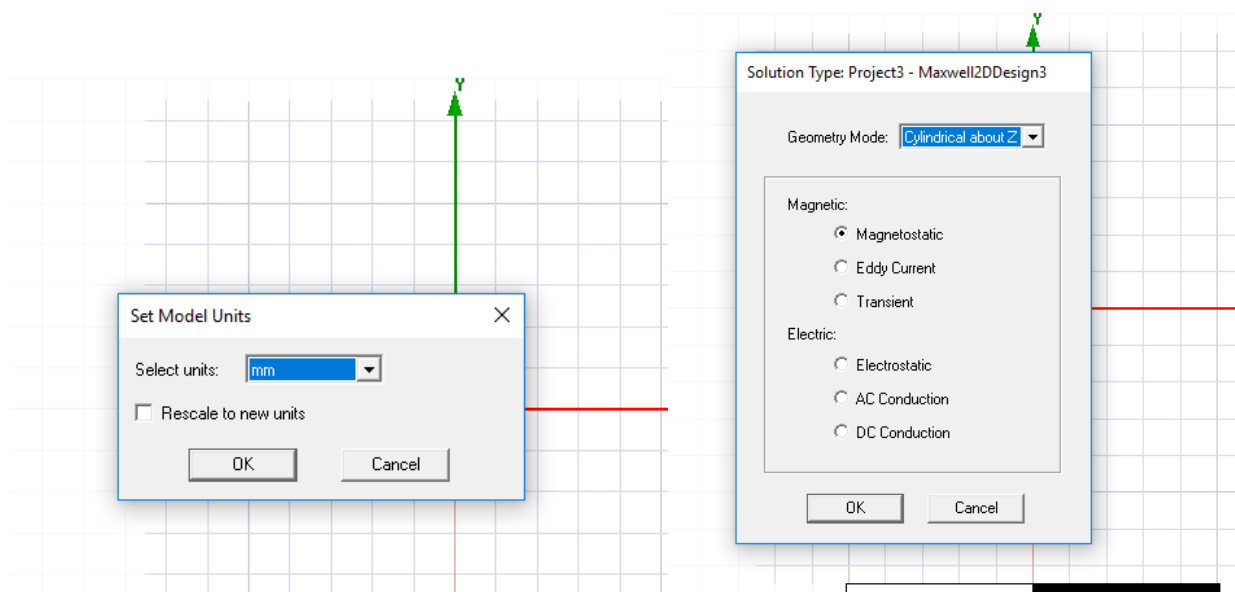 Y
Set Model Units
Select units: mm
Rescale to new units
OK Cancel
Y
Solution Type: Project3 - Maxwell2DDesign3
Geometry Mode: Cylindrical about Z
Magnetic:
Magnetostatic
Eddy Current
Transient
Electric:
Electrostatic
AC Conduction
DC Conduction
OK Cancel